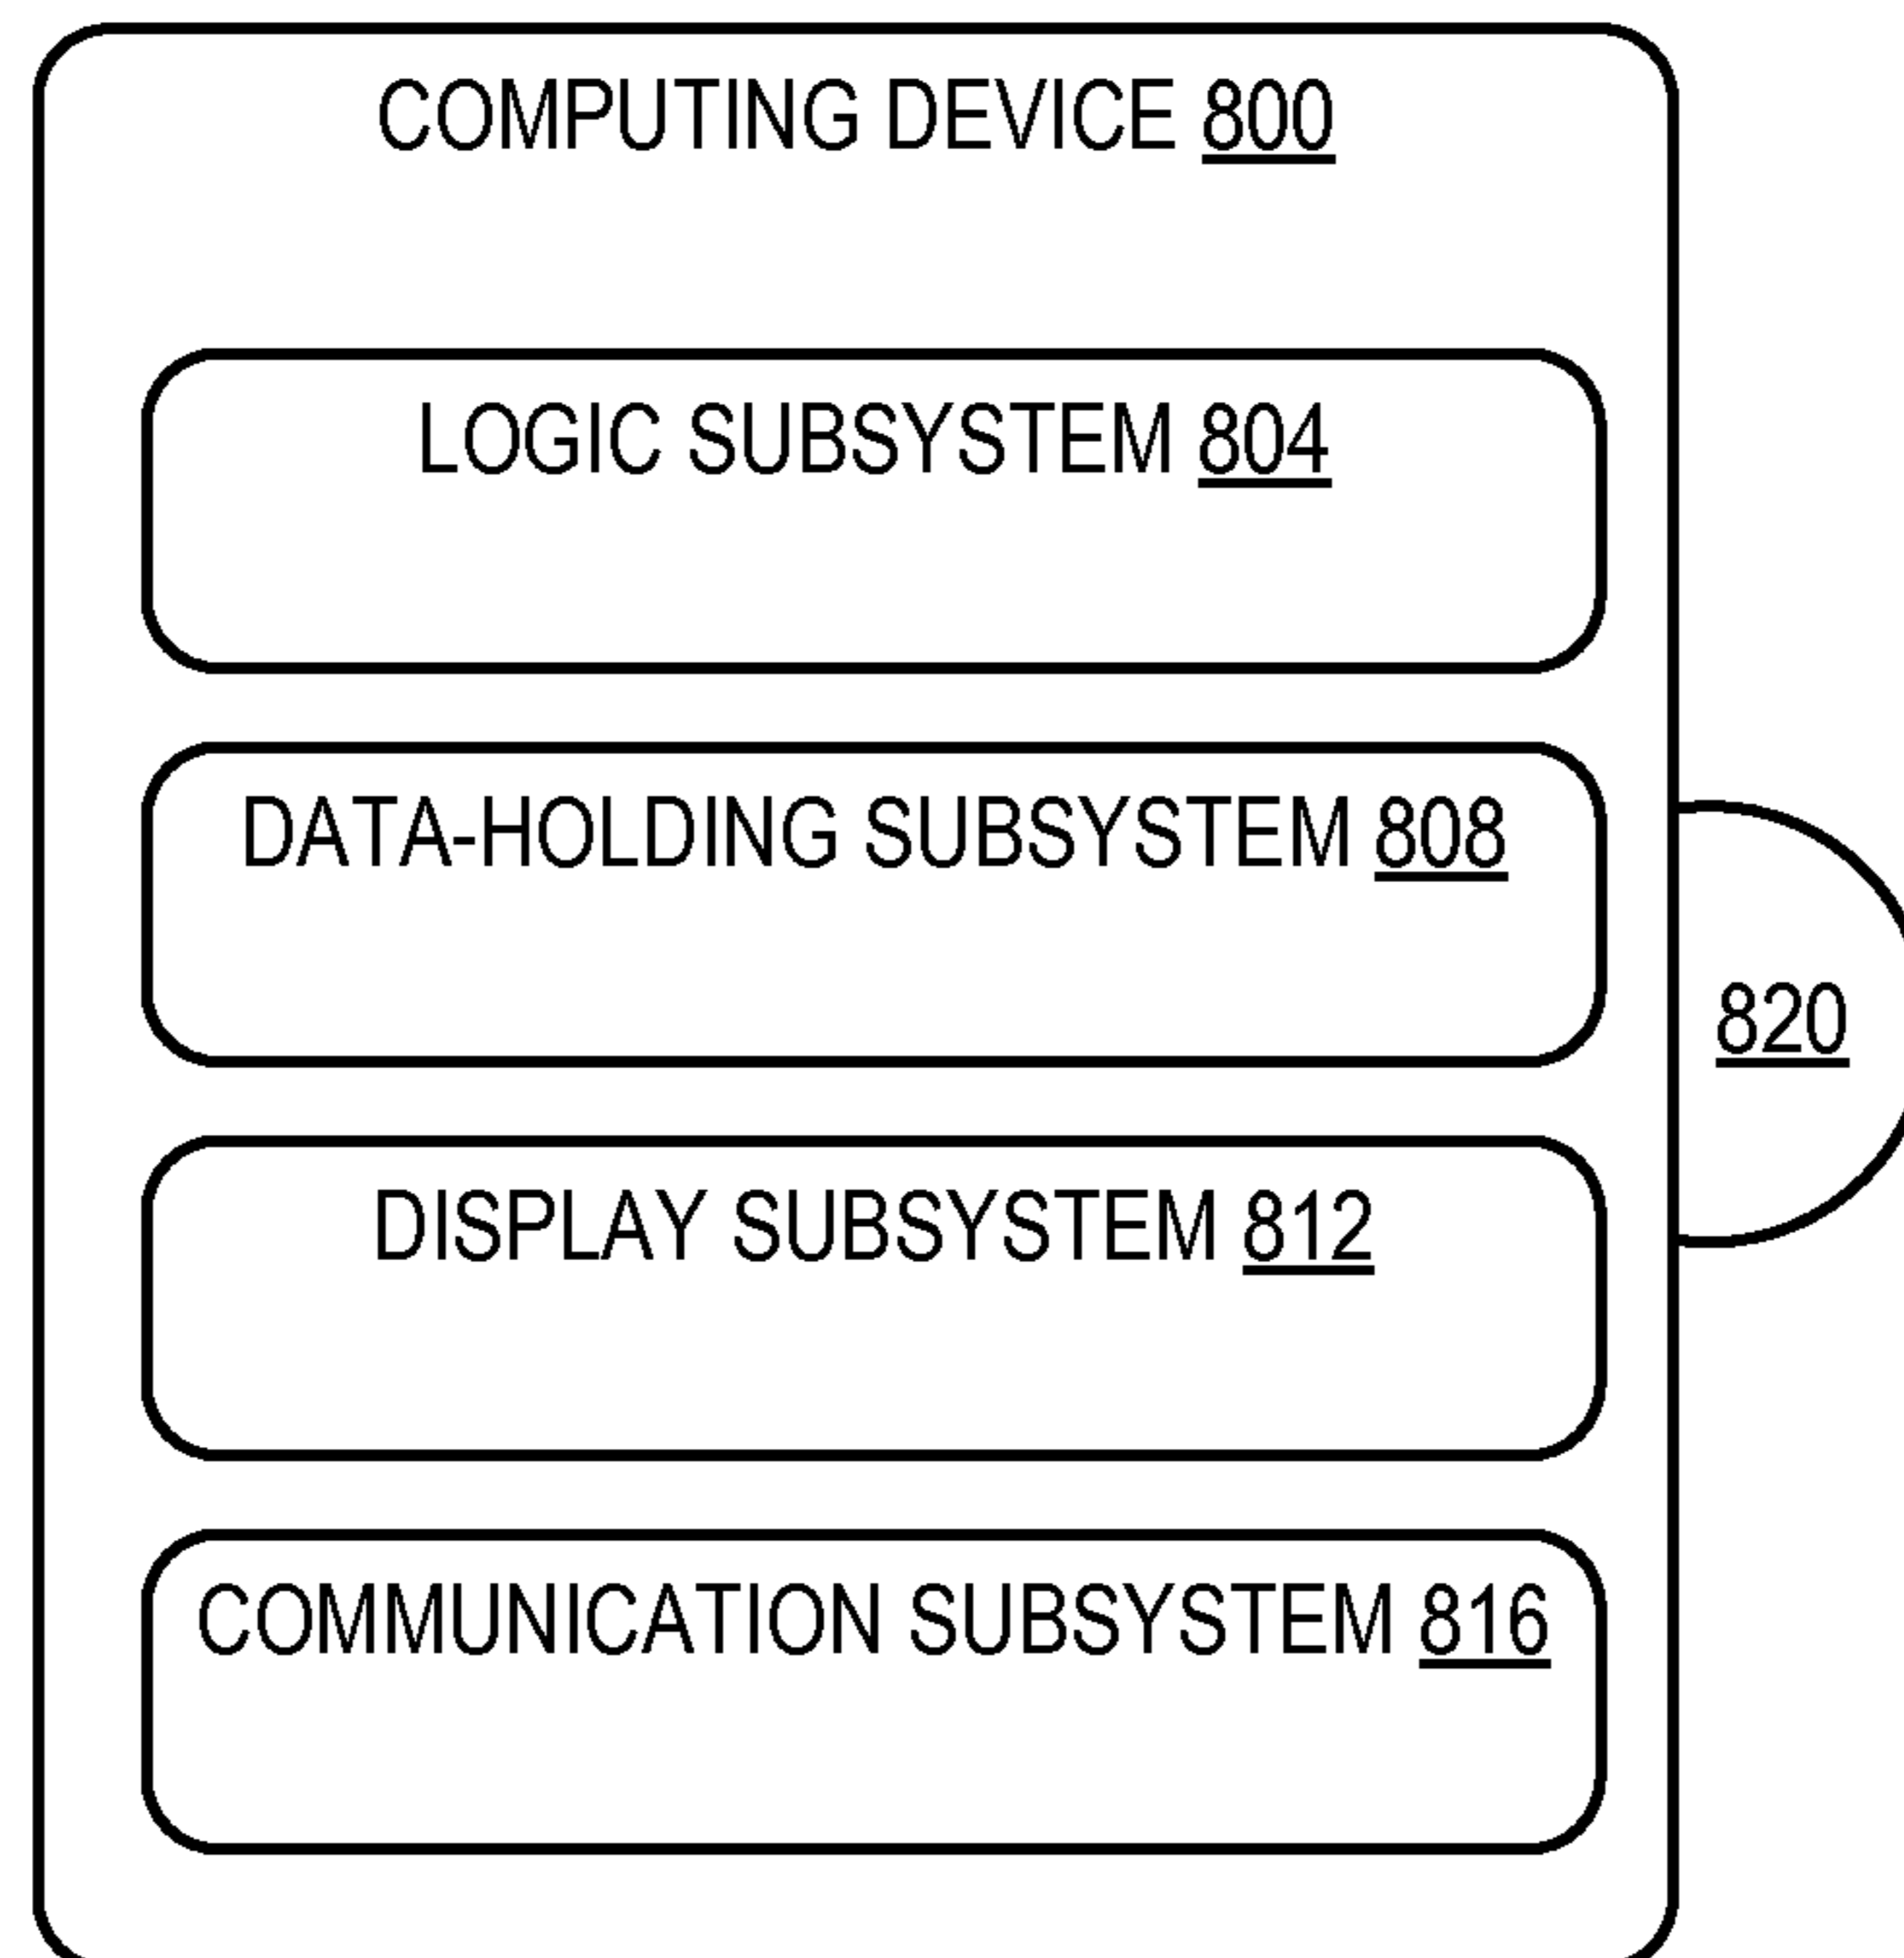 COMPUTING DEVICE 800
LOGIC SUBSYSTEM 804
DATA-HOLDING SUBSYSTEM 808
820
DISPLAY SUBSYSTEM 812
COMMUNICATION SUBSYSTEM 816